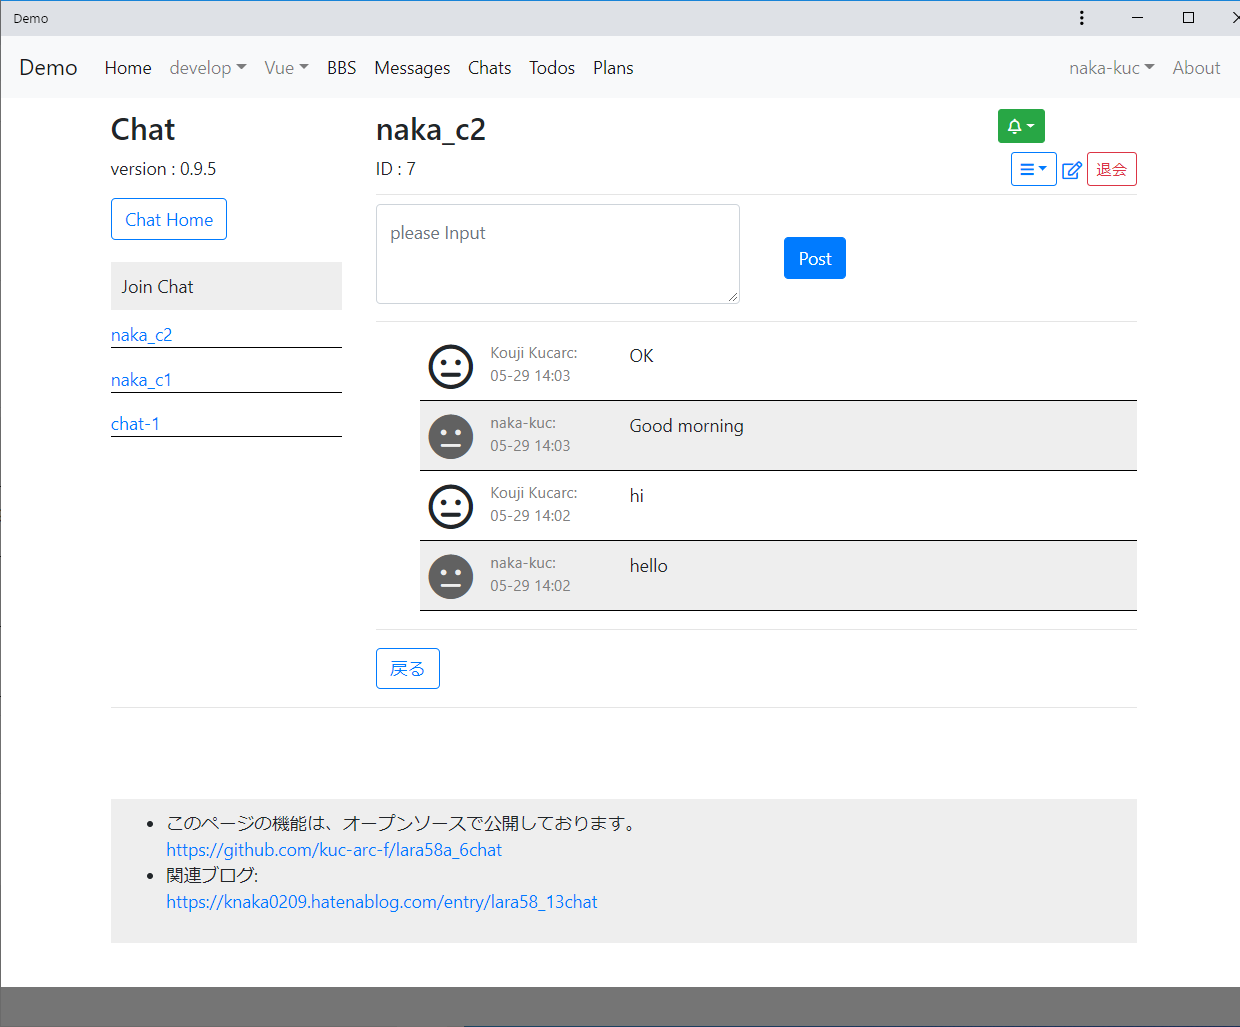 Demo
Demo Home develop Vue BBS Messages Chats Todos Plans naka-kuc About
Chat
version : 0.9.5
Chat Home
Join Chat
naka_c2
naka_c1
chat-1
naka_c2
ID : 7
退会
please Input
Post
Kouji Kucarc:
05-29 14:03
OK
naka-kuc:
05-29 14:03
Good morning
Kouji Kucarc:
05-29 14:02
hi
naka-kuc:
05-29 14:02
hello
戻る
このページの機能は、オープンソースで公開しております。
https://github.com/kuc-arc-f/lara58a_6chat
関連ブログ:
https://knaka0209.hatenablog.com/entry/lara58_13chat